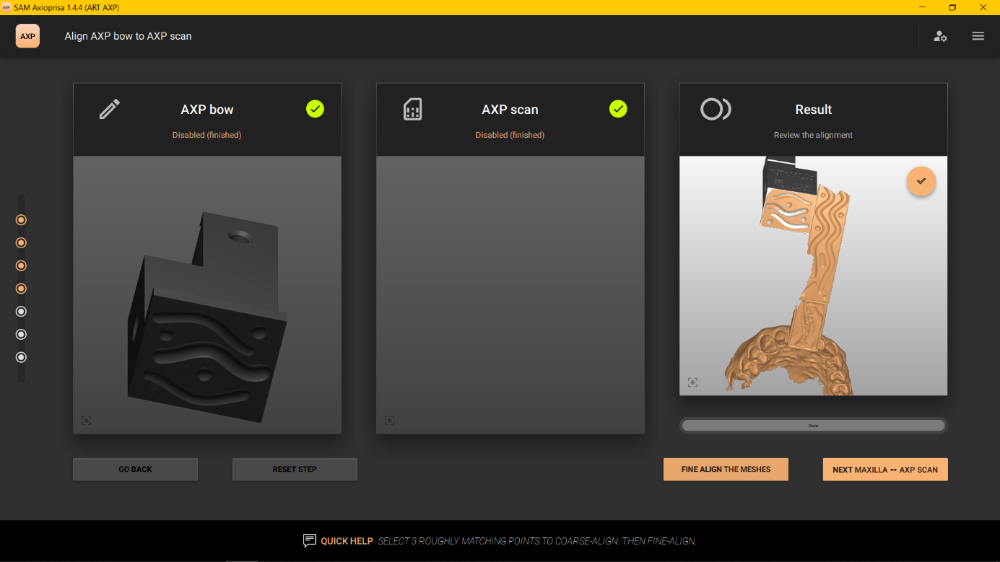 AXP SAM Axioprisa 1.4.4 (ART AXP)
AXP
Align AXP bow to AXP scan
AXP bow
Disabled (finished)
AXP scan
Disabled (finished)
Result
Review the alignment
Done
GO BACK
RESET STEP
FINE ALIGN THE MESHES
NEXT MAXILLA ↔ AXP SCAN
QUICK HELP SELECT 3 ROUGHLY MATCHING POINTS TO COARSE-ALIGN. THEN FINE-ALIGN.